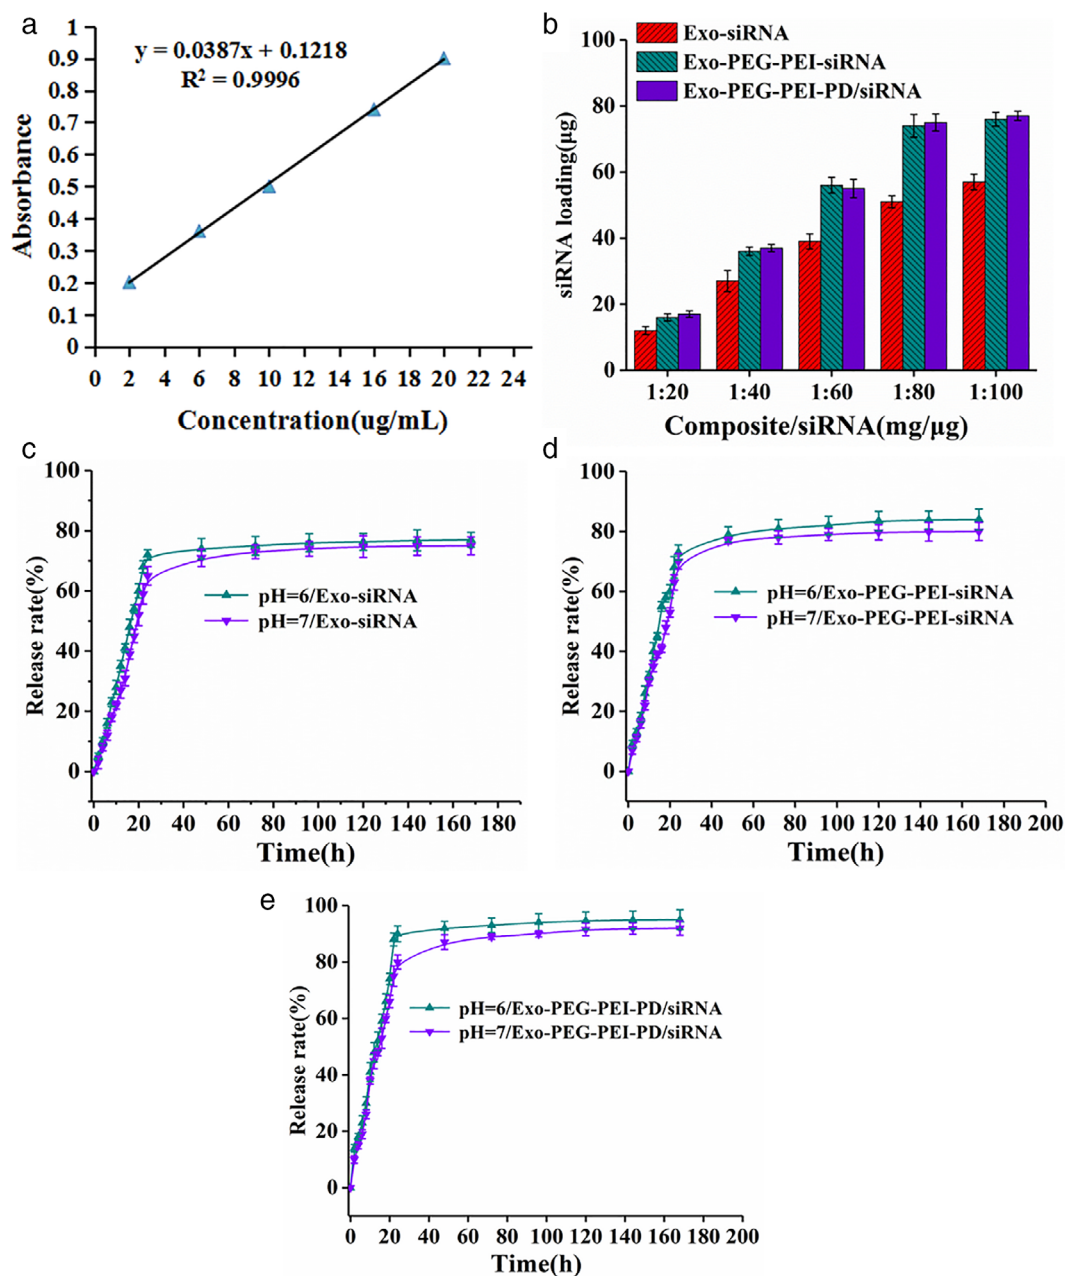 a
y = 0.0387x + 0.1218
R² = 0.9996
1
0.9
0.8
0.7
0.6
0.5
0.4
0.3
0.2
0.1
0
Absorbance
0 2 6 10 14 16 18 20 22 24
Concentration(ug/mL)
b
Exo-siRNA
Exo-PEG-PEI-siRNA
Exo-PEG-PEI-PD/siRNA
100
80
60
40
20
0
siRNA loading(μg)
1:20 1:40 1:60 1:80 1:100
Composite/siRNA(mg/μg)
c
100
80
60
40
20
0
Release rate(%)
pH=6/Exo-siRNA
pH=7/Exo-siRNA
0 20 40 60 80 100 120 140 160 180
Time(h)
d
100
80
60
40
20
0
Release rate(%)
pH=6/Exo-PEG-PEI-siRNA
pH=7/Exo-PEG-PEI-siRNA
0 20 40 60 80 100 120 140 160 180 200
Time(h)
e
100
80
60
40
20
0
Release rate(%)
pH=6/Exo-PEG-PEI-PD/siRNA
pH=7/Exo-PEG-PEI-PD/siRNA
0 20 40 60 80 100 120 140 160 180 200
Time(h)